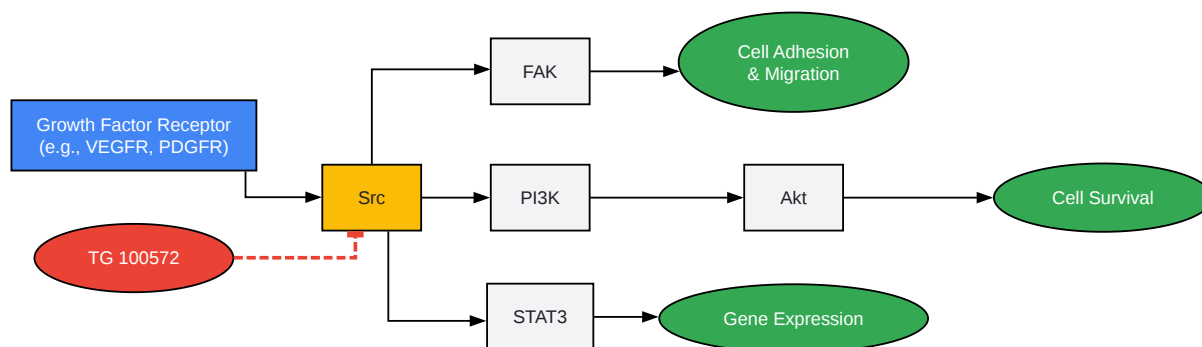 FAK
Cell Adhesion
& Migration
Growth Factor Receptor
(e.g., VEGFR, PDGFR)
Src
PI3K
Akt
Cell Survival
TG 100572
STAT3
Gene Expression